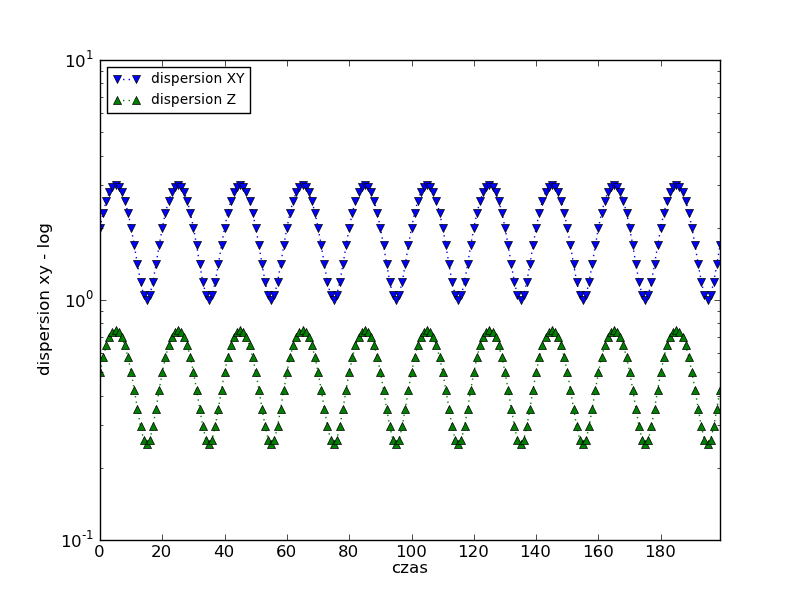 10^1
dispersion XY
dispersion Z
dispersion xy - log
10^0
10^-1
0 20 40 60 80 100 120 140 160 180
czas